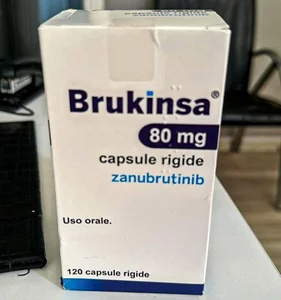 Brukinsa®
80 mg
capsule rigide
zanubrutinib
Uso orale.
120 capsule rigide